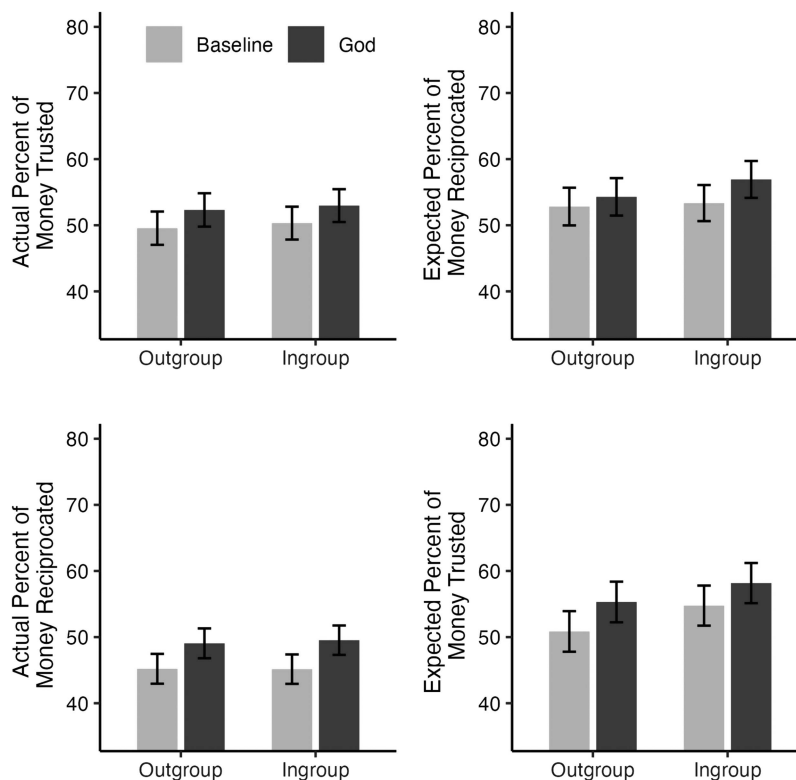 Baseline
God
Actual Percent of
Money Trusted
80
70
60
50
40
Outgroup
Ingroup
Expected Percent of
Money Reciprocated
80
70
60
50
40
Outgroup
Ingroup
Actual Percent of
Money Reciprocated
80
70
60
50
40
Outgroup
Ingroup
Expected Percent of
Money Trusted
80
70
60
50
40
Outgroup
Ingroup